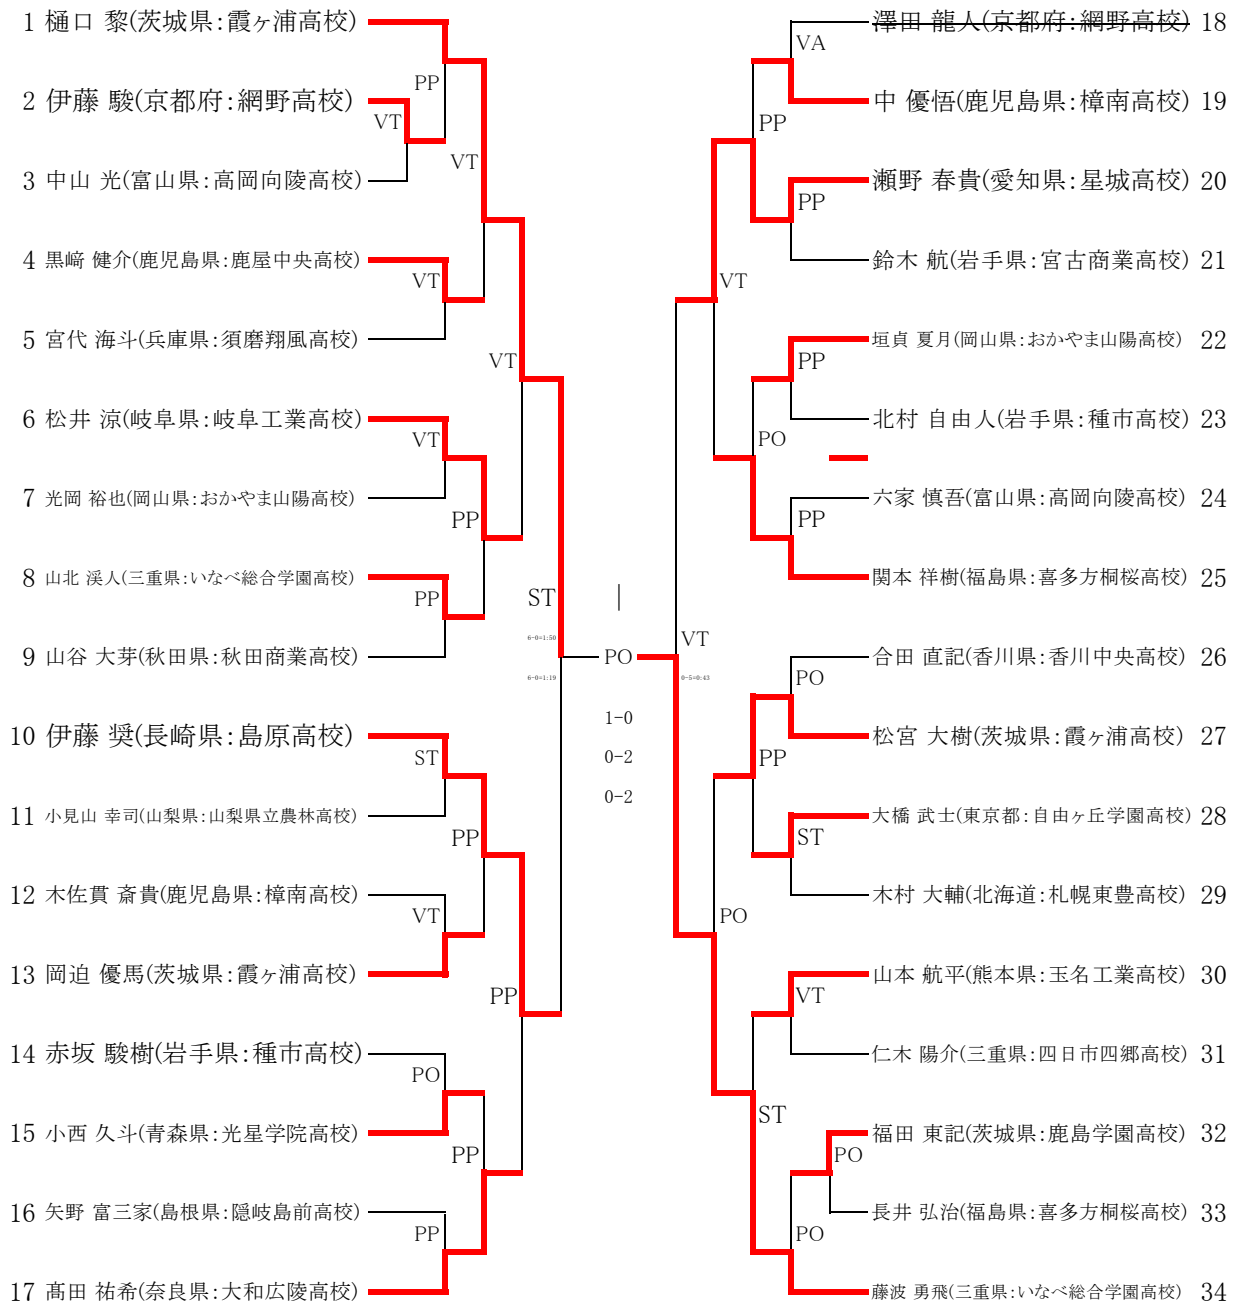 1 樋口 黎(茨城県:霞ヶ浦高校)
PP
2 伊藤 駿(京都府:網野高校)
VT
3 中山 光(富山県:高岡向陵高校)
VT
4 黒﨑 健介(鹿児島県:鹿屋中央高校)
VT
5 宮代 海斗(兵庫県:須磨翔風高校)
VT
6 松井 涼(岐阜県:岐阜工業高校)
VT
7 光岡 裕也(岡山県:おかやま山陽高校)
PP
8 山北 渓人(三重県:いなべ総合学園高校)
PP
9 山谷 大芽(秋田県:秋田商業高校)
ST
6-0=1:50
6-0=1:19
10 伊藤 奨(長崎県:島原高校)
ST
11 小見山 幸司(山梨県:山梨県立農林高校)
PP
12 木佐貫 斎貴(鹿児島県:樟南高校)
VT
13 岡迫 優馬(茨城県:霞ヶ浦高校)
PP
14 赤坂 駿樹(岩手県:種市高校)
PO
15 小西 久斗(青森県:光星学院高校)
PP
16 矢野 富三家(島根県:隠岐島前高校)
PP
17 髙田 祐希(奈良県:大和広陵高校)
|
PO
1-0
0-2
0-2
澤田 龍人(京都府:網野高校) 18
VA
中 優悟(鹿児島県:樟南高校) 19
PP
瀬野 春貴(愛知県:星城高校) 20
PP
鈴木 航(岩手県:宮古商業高校) 21
VT
垣貞 夏月(岡山県:おかやま山陽高校) 22
PP
北村 自由人(岩手県:種市高校) 23
PO
六家 慎吾(富山県:高岡向陵高校) 24
PP
関本 祥樹(福島県:喜多方桐桜高校) 25
VT
0-5=0:43
合田 直記(香川県:香川中央高校) 26
PO
松宮 大樹(茨城県:霞ヶ浦高校) 27
PP
大橋 武士(東京都:自由ヶ丘学園高校) 28
ST
木村 大輔(北海道:札幌東豊高校) 29
PO
山本 航平(熊本県:玉名工業高校) 30
VT
仁木 陽介(三重県:四日市四郷高校) 31
ST
福田 東記(茨城県:鹿島学園高校) 32
PO
長井 弘治(福島県:喜多方桐桜高校) 33
PO
藤波 勇飛(三重県:いなべ総合学園高校) 34